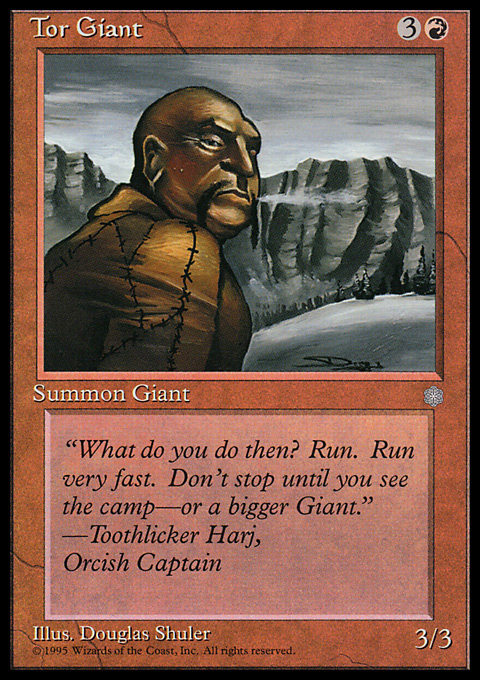 Tor Giant
3
Summon Giant
“What do you do then? Run. Run
very fast. Don’t stop until you see
the camp—or a bigger Giant.”
—Toothlicker Harj,
Orcish Captain
Illus. Douglas Shuler
3/3
©1995 Wizards of the Coast, Inc. All rights reserved.